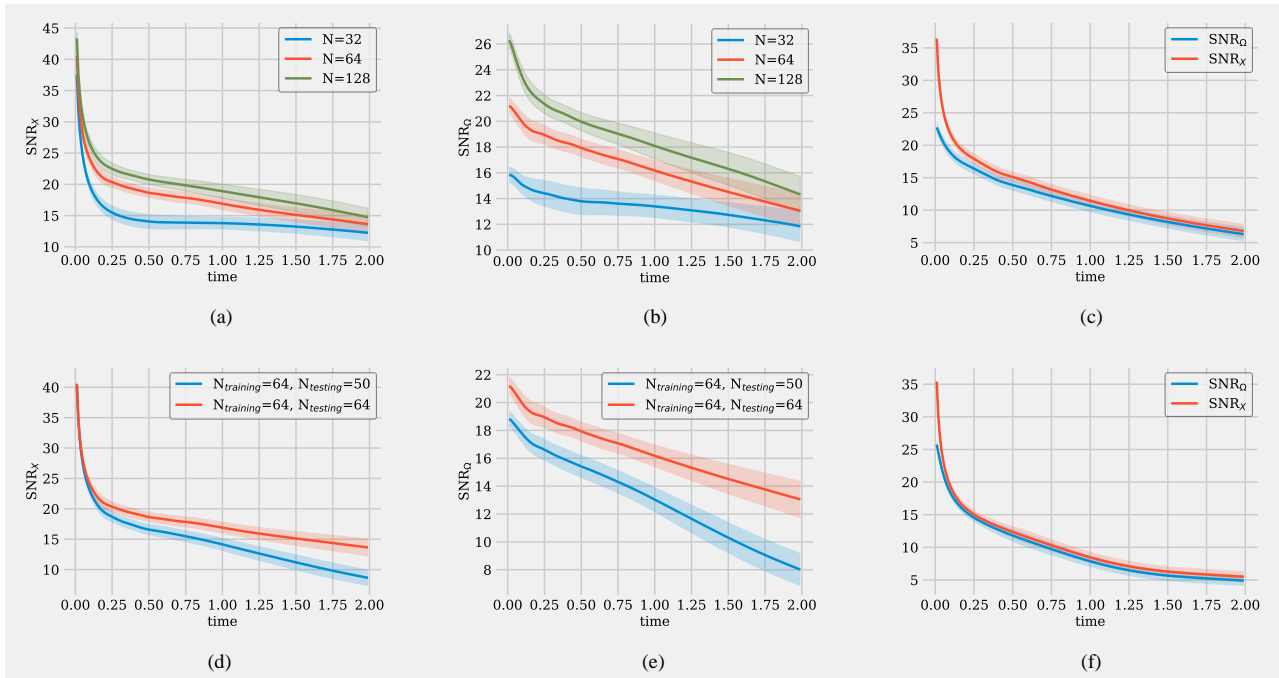 45
40
35
30
25
20
15
10
SNR_X
N=32
N=64
N=128
0.00 0.25 0.50 0.75 1.00 1.25 1.50 1.75 2.00
time
(a)
26
24
22
20
18
16
14
12
10
SNR_Ω
N=32
N=64
N=128
0.00 0.25 0.50 0.75 1.00 1.25 1.50 1.75 2.00
time
(b)
35
30
25
20
15
10
5
SNR_Ω
SNR_X
0.00 0.25 0.50 0.75 1.00 1.25 1.50 1.75 2.00
time
(c)
40
35
30
25
20
15
10
SNR_X
N_training=64, N_testing=50
N_training=64, N_testing=64
0.00 0.25 0.50 0.75 1.00 1.25 1.50 1.75 2.00
time
(d)
22
20
18
16
14
12
10
8
SNR_Ω
N_training=64, N_testing=50
N_training=64, N_testing=64
0.00 0.25 0.50 0.75 1.00 1.25 1.50 1.75 2.00
time
(e)
35
30
25
20
15
10
5
SNR_Ω
SNR_X
0.00 0.25 0.50 0.75 1.00 1.25 1.50 1.75 2.00
time
(f)